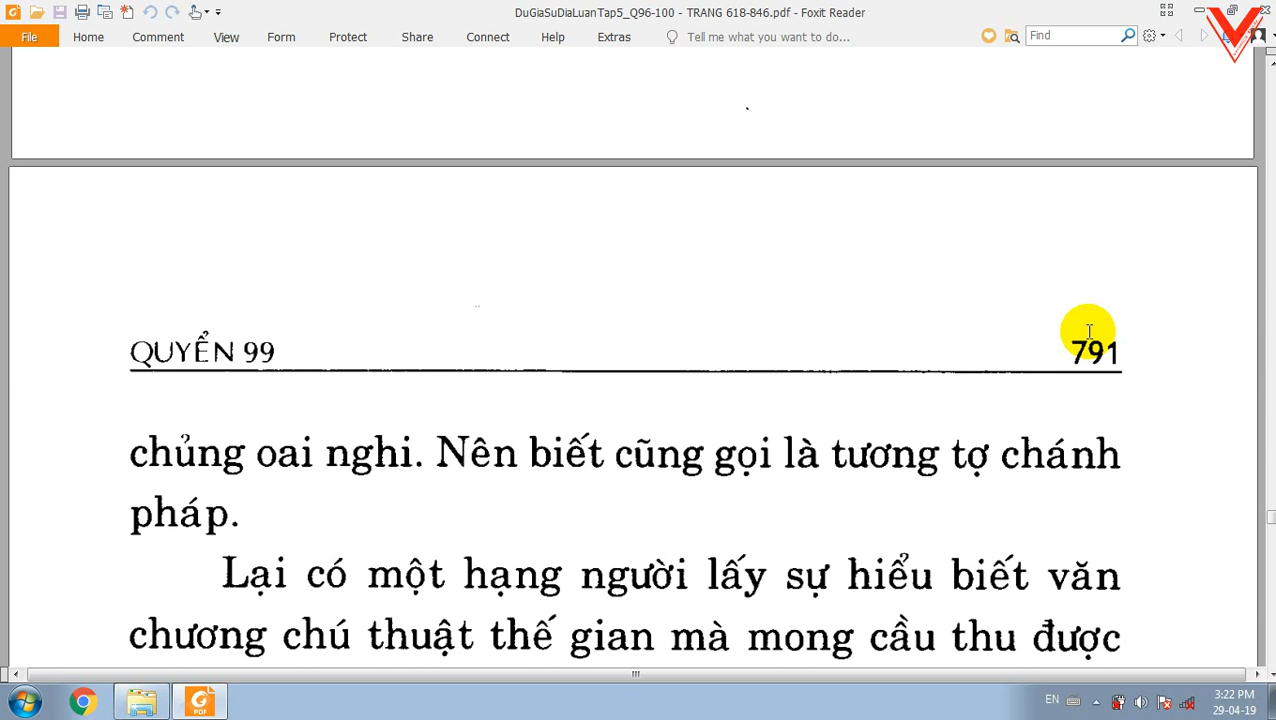 DuGiaSuDiaLuanTap5_Q96-100 - TRANG 618-846.pdf - Foxit Reader
File Home Comment View Form Protect Share Connect Help Extras Tell me what you want to do... Find
QUYỂN 99 791
chủng oai nghi. Nên biết cũng gọi là tương tợ chánh
pháp.
Lại có một hạng người lấy sự hiểu biết văn
chương chú thuật thế gian mà mong cầu thu được
PDF
EN 3:22 PM
29-04-19